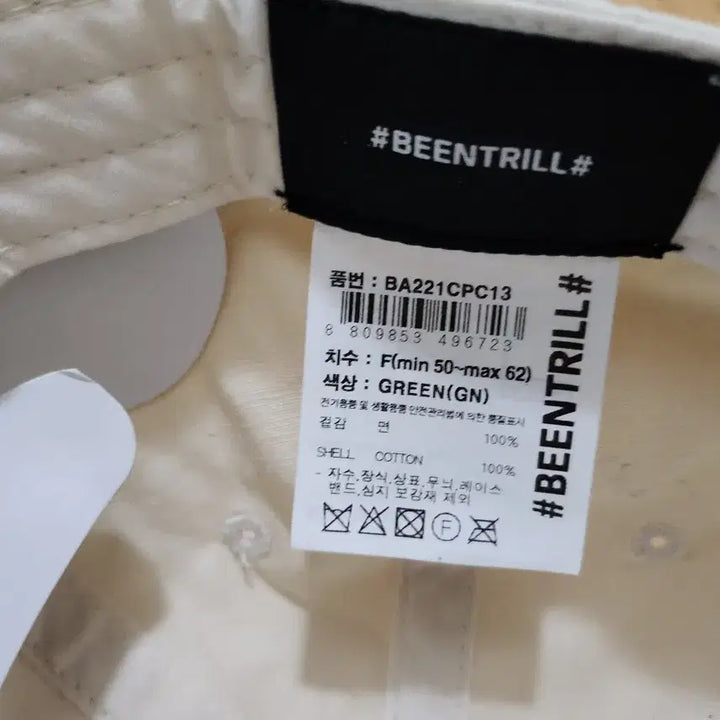 #BEENTRILL#
품번 : BA221CPC13
8 809853 496723
치수 : F(min 50~max 62)
색상 : GREEN(GN)
전기용품 및 생활용품 안전관리법에 의한 품질표시
겉감 면 100%
SHELL COTTON 100%
- 자수,장식,상표,무늬,레이스
밴드,심지 보강재 제외
F
#BEENTRILL#